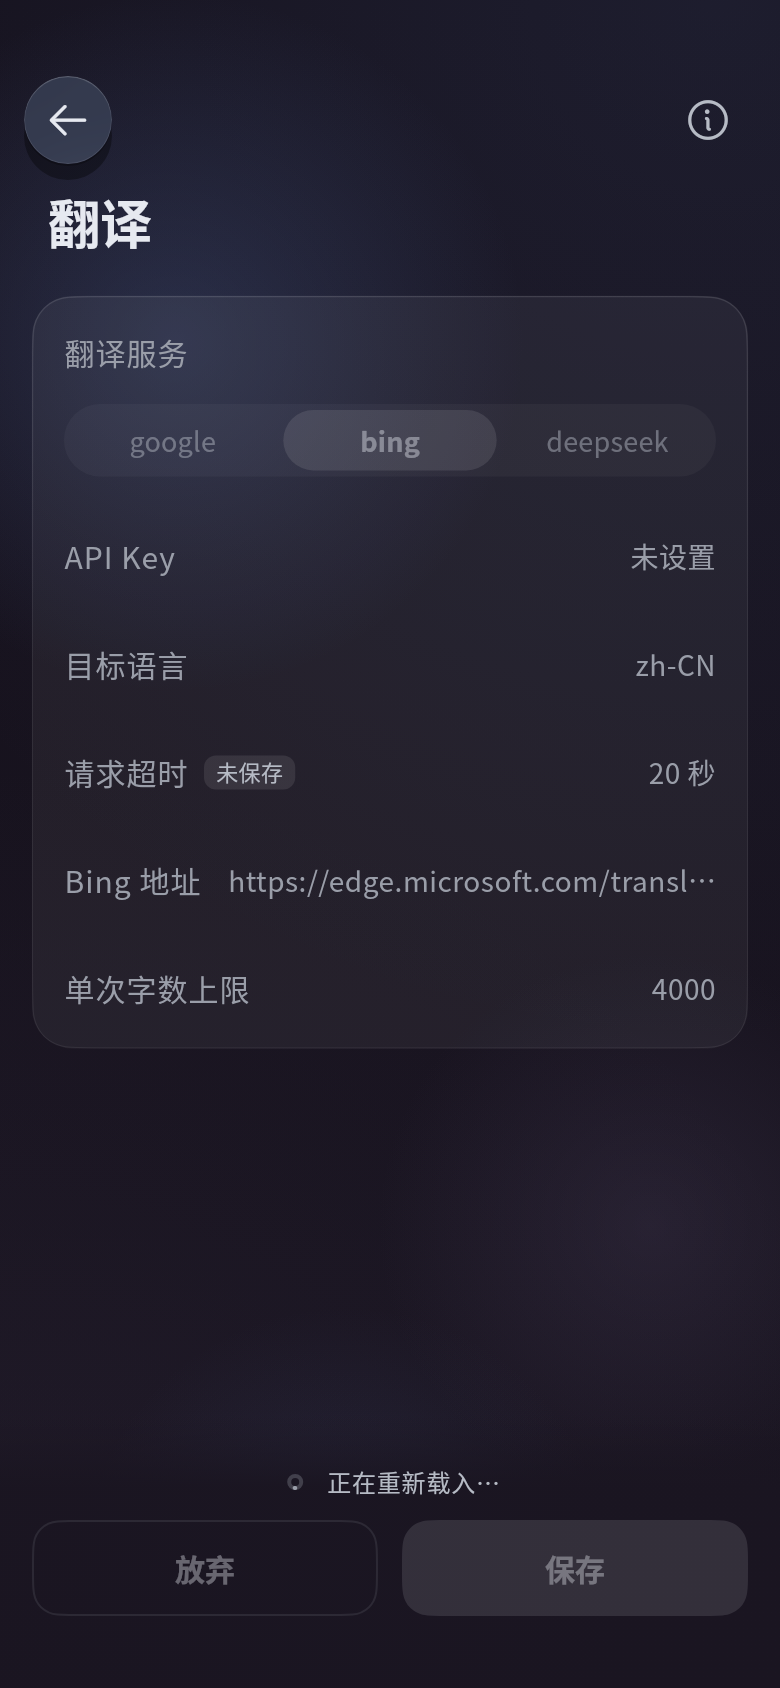 翻译
翻译服务
google bing deepseek
API Key 未设置
目标语言 zh-CN
请求超时 未保存 20 秒
Bing 地址 https://edge.microsoft.com/transl…
单次字数上限 4000
正在重新载入…
放弃 保存